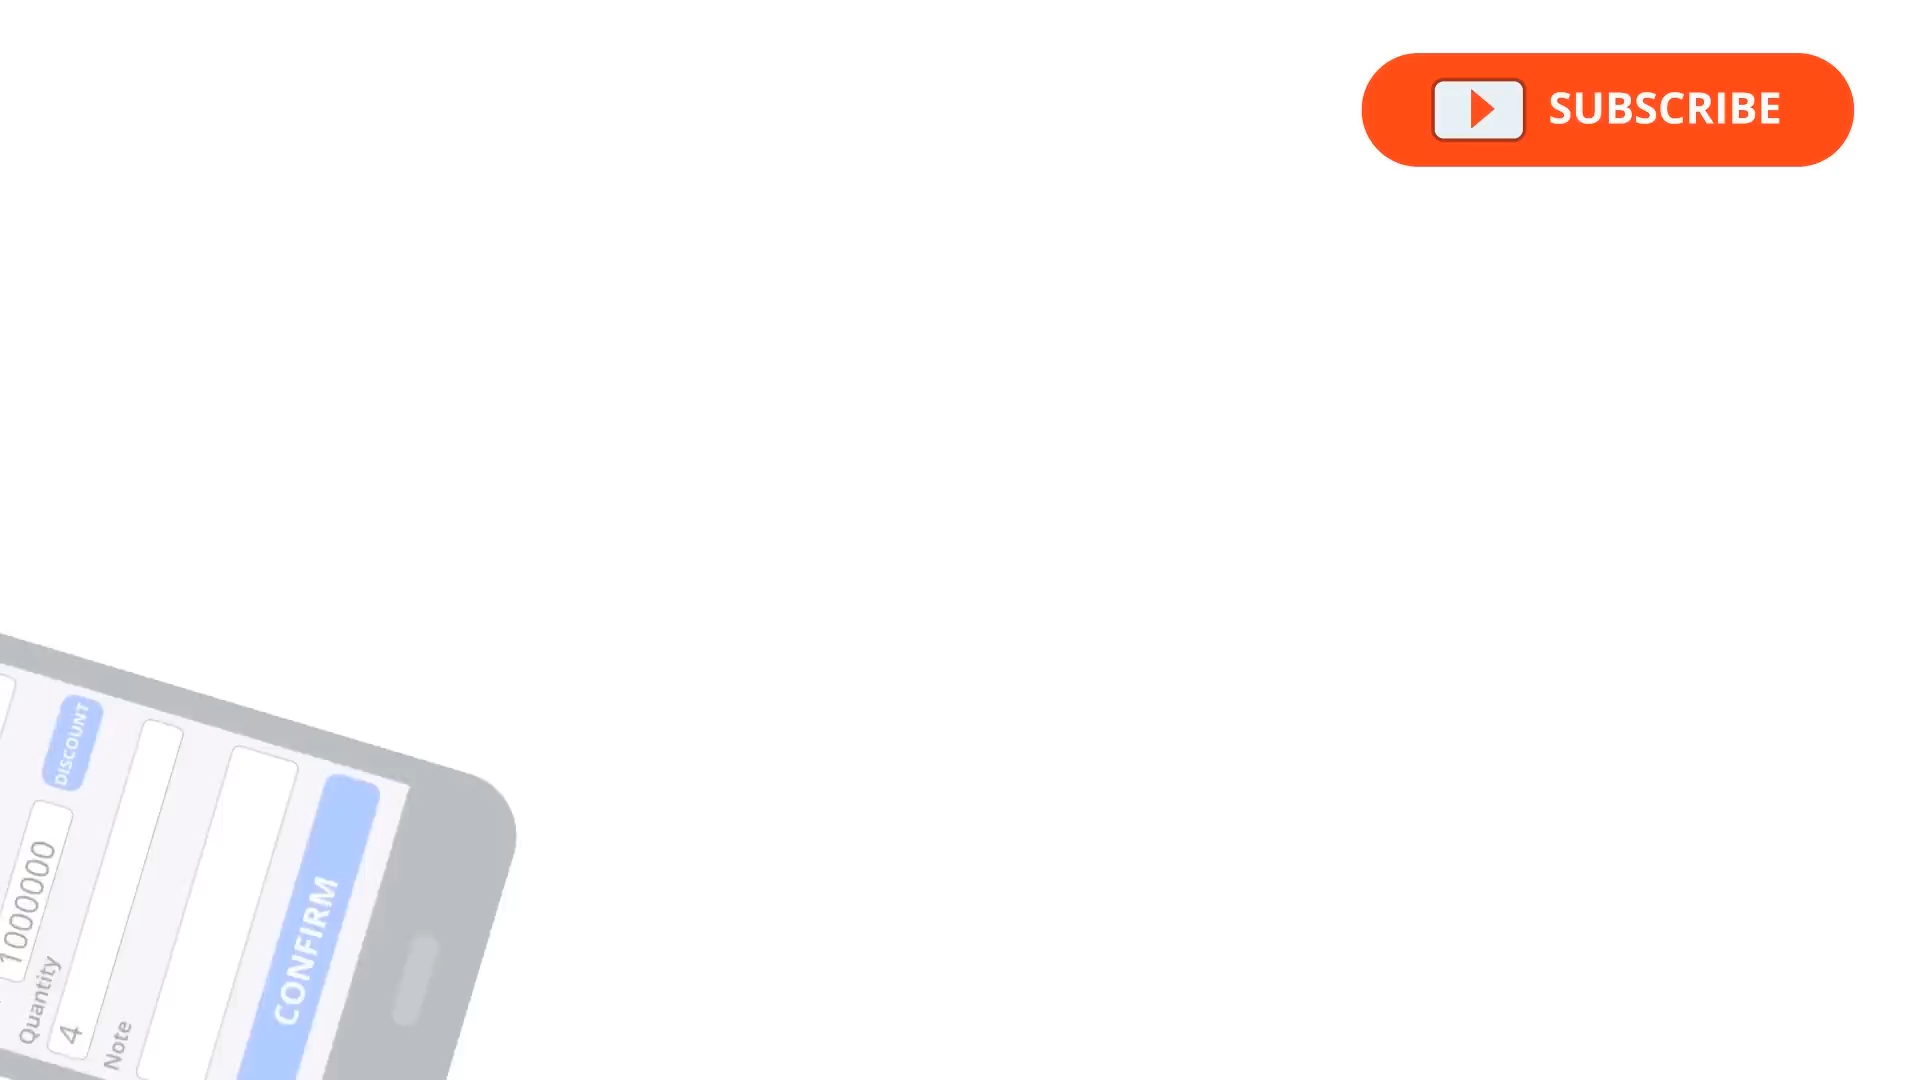 SUBSCRIBE
DISCOUNT
1000000
Quantity
4
Note
CONFIRM